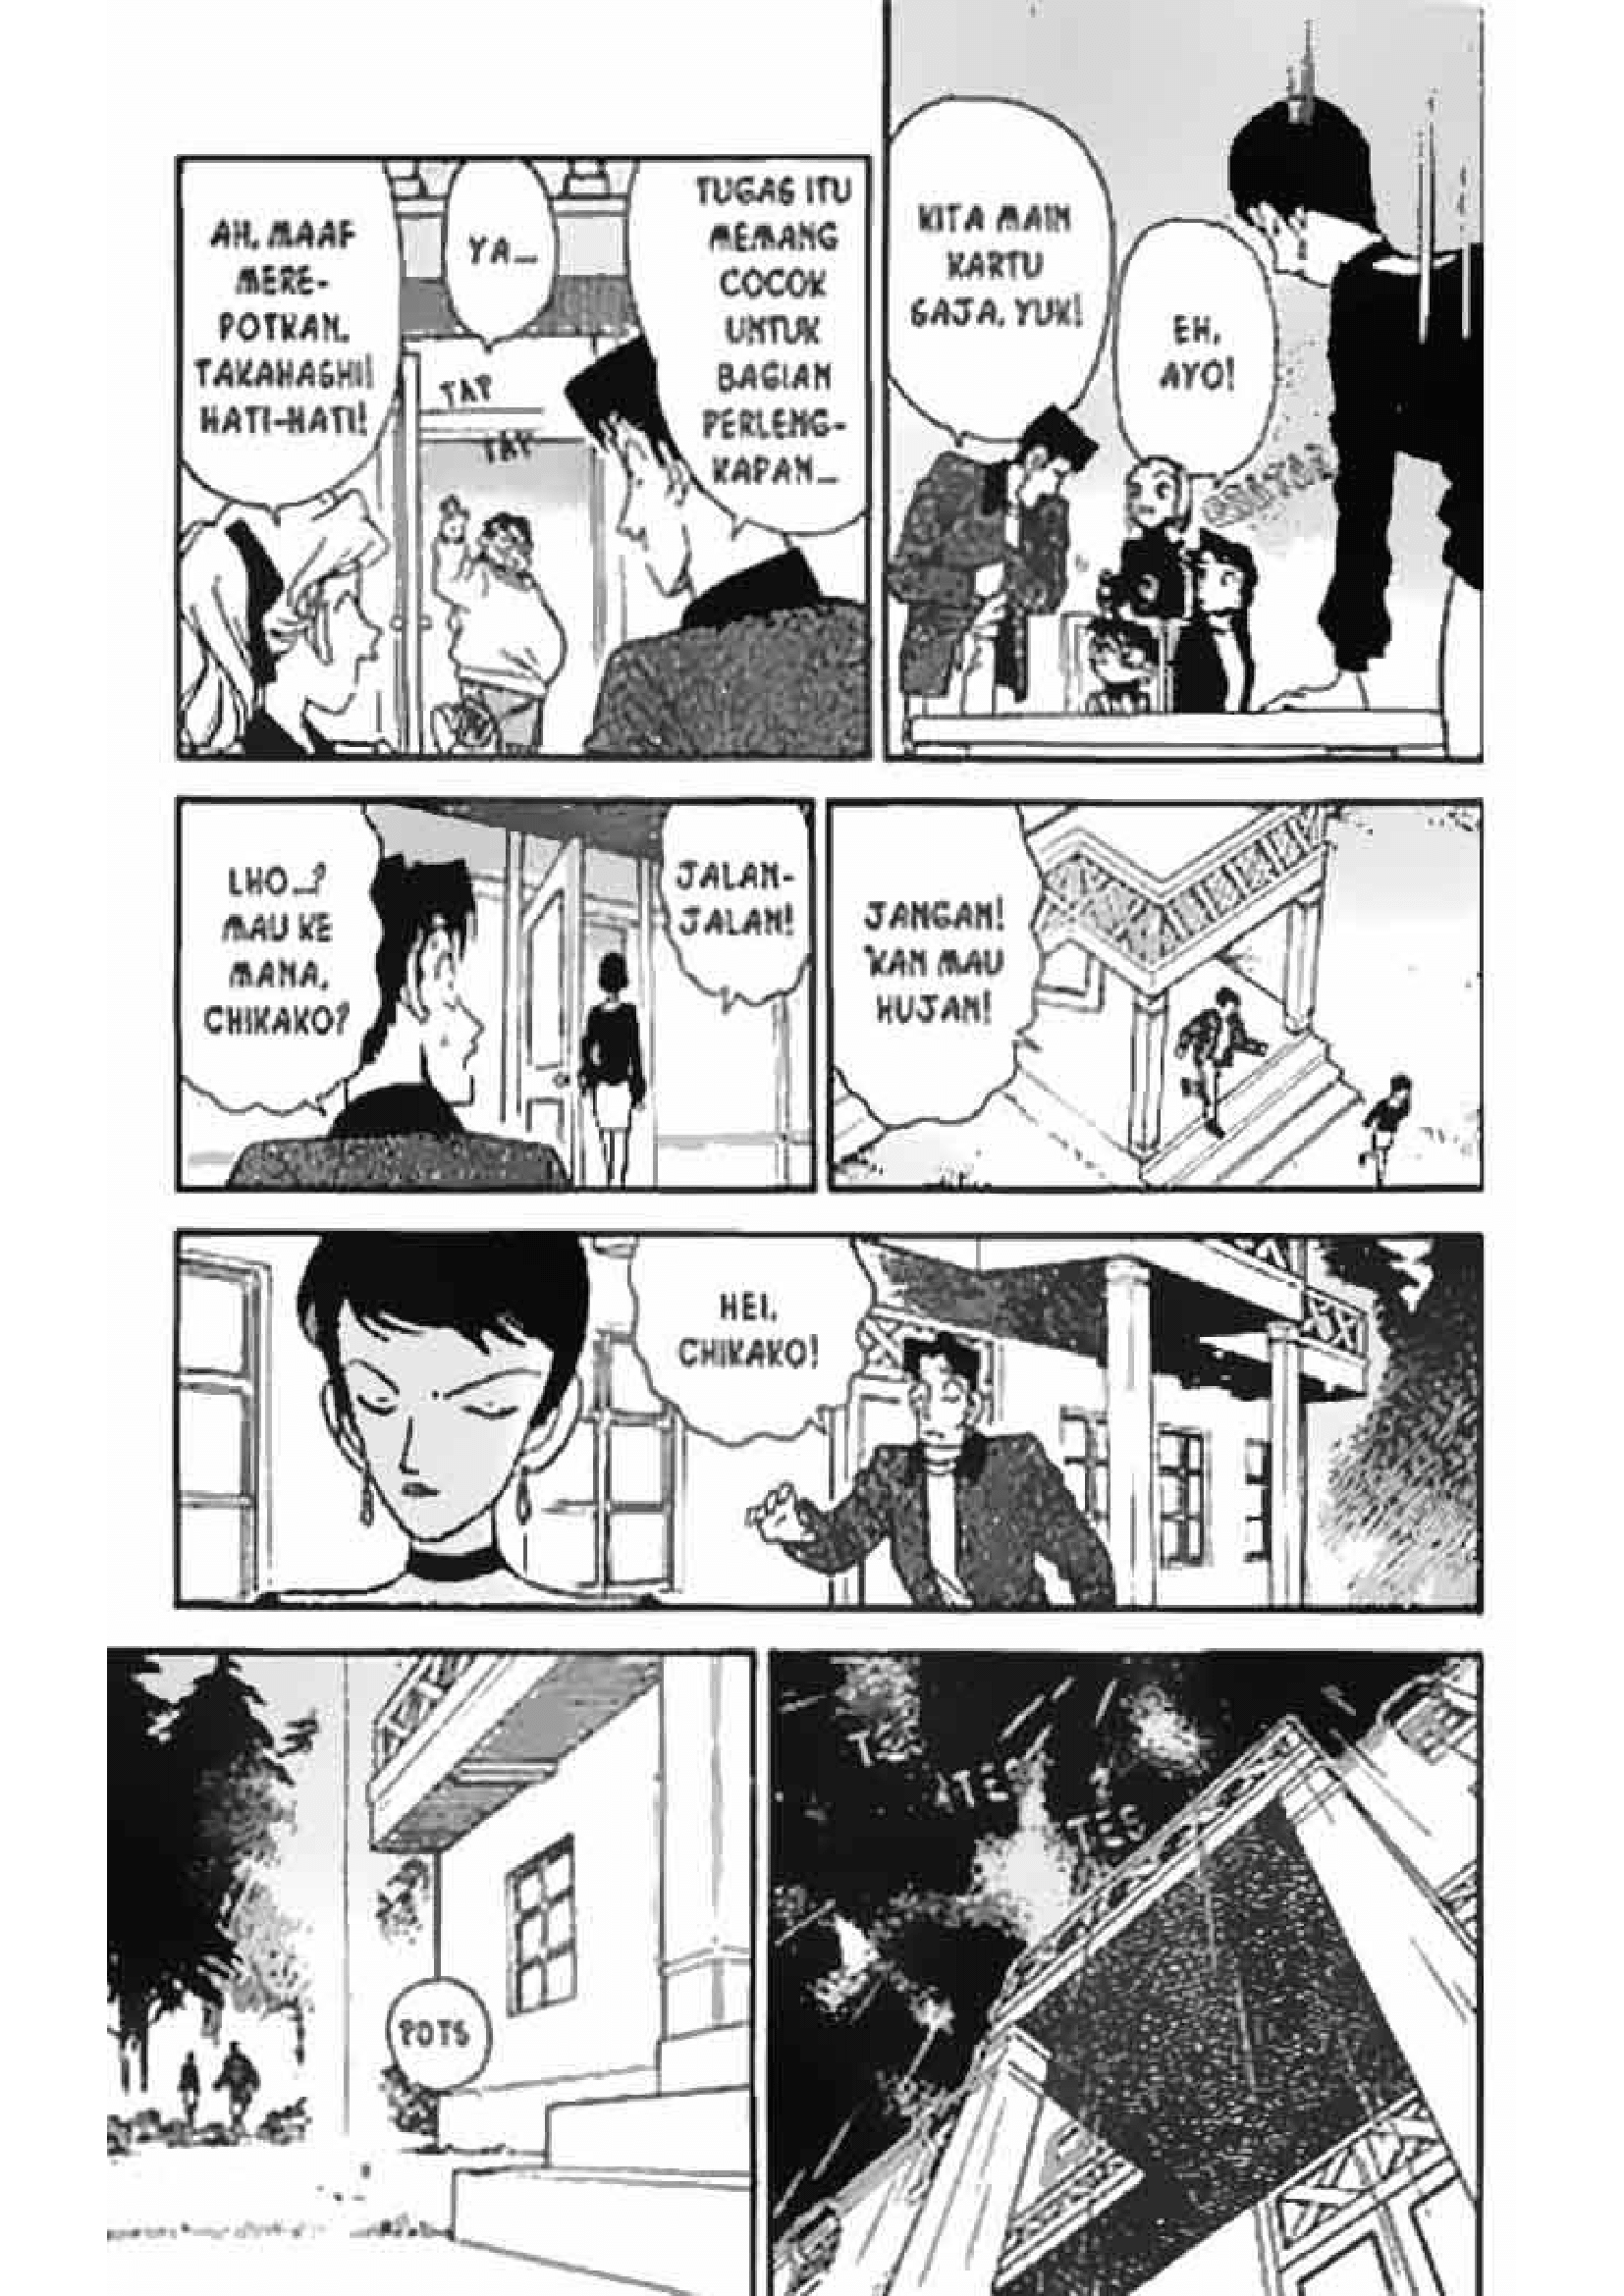 AH, MAAF
MERE-
POTKAN,
TAKAHASHI!
HATI-HATI!
YA...
TAP
TAP
TUGAS ITU
MEMANG
COCOK
UNTUK
BAGIAN
PERLENG-
KAPAN...
KITA MAIN
KARTU
SAJA, YUK!
EH,
AYO!
LHO...?
MAU KE
MANA,
CHIKAKO?
JALAN-
JALAN!
JANGAN!
'KAN MAU
HUJAN!
HEI,
CHIKAKO!
POTS
TES
TES